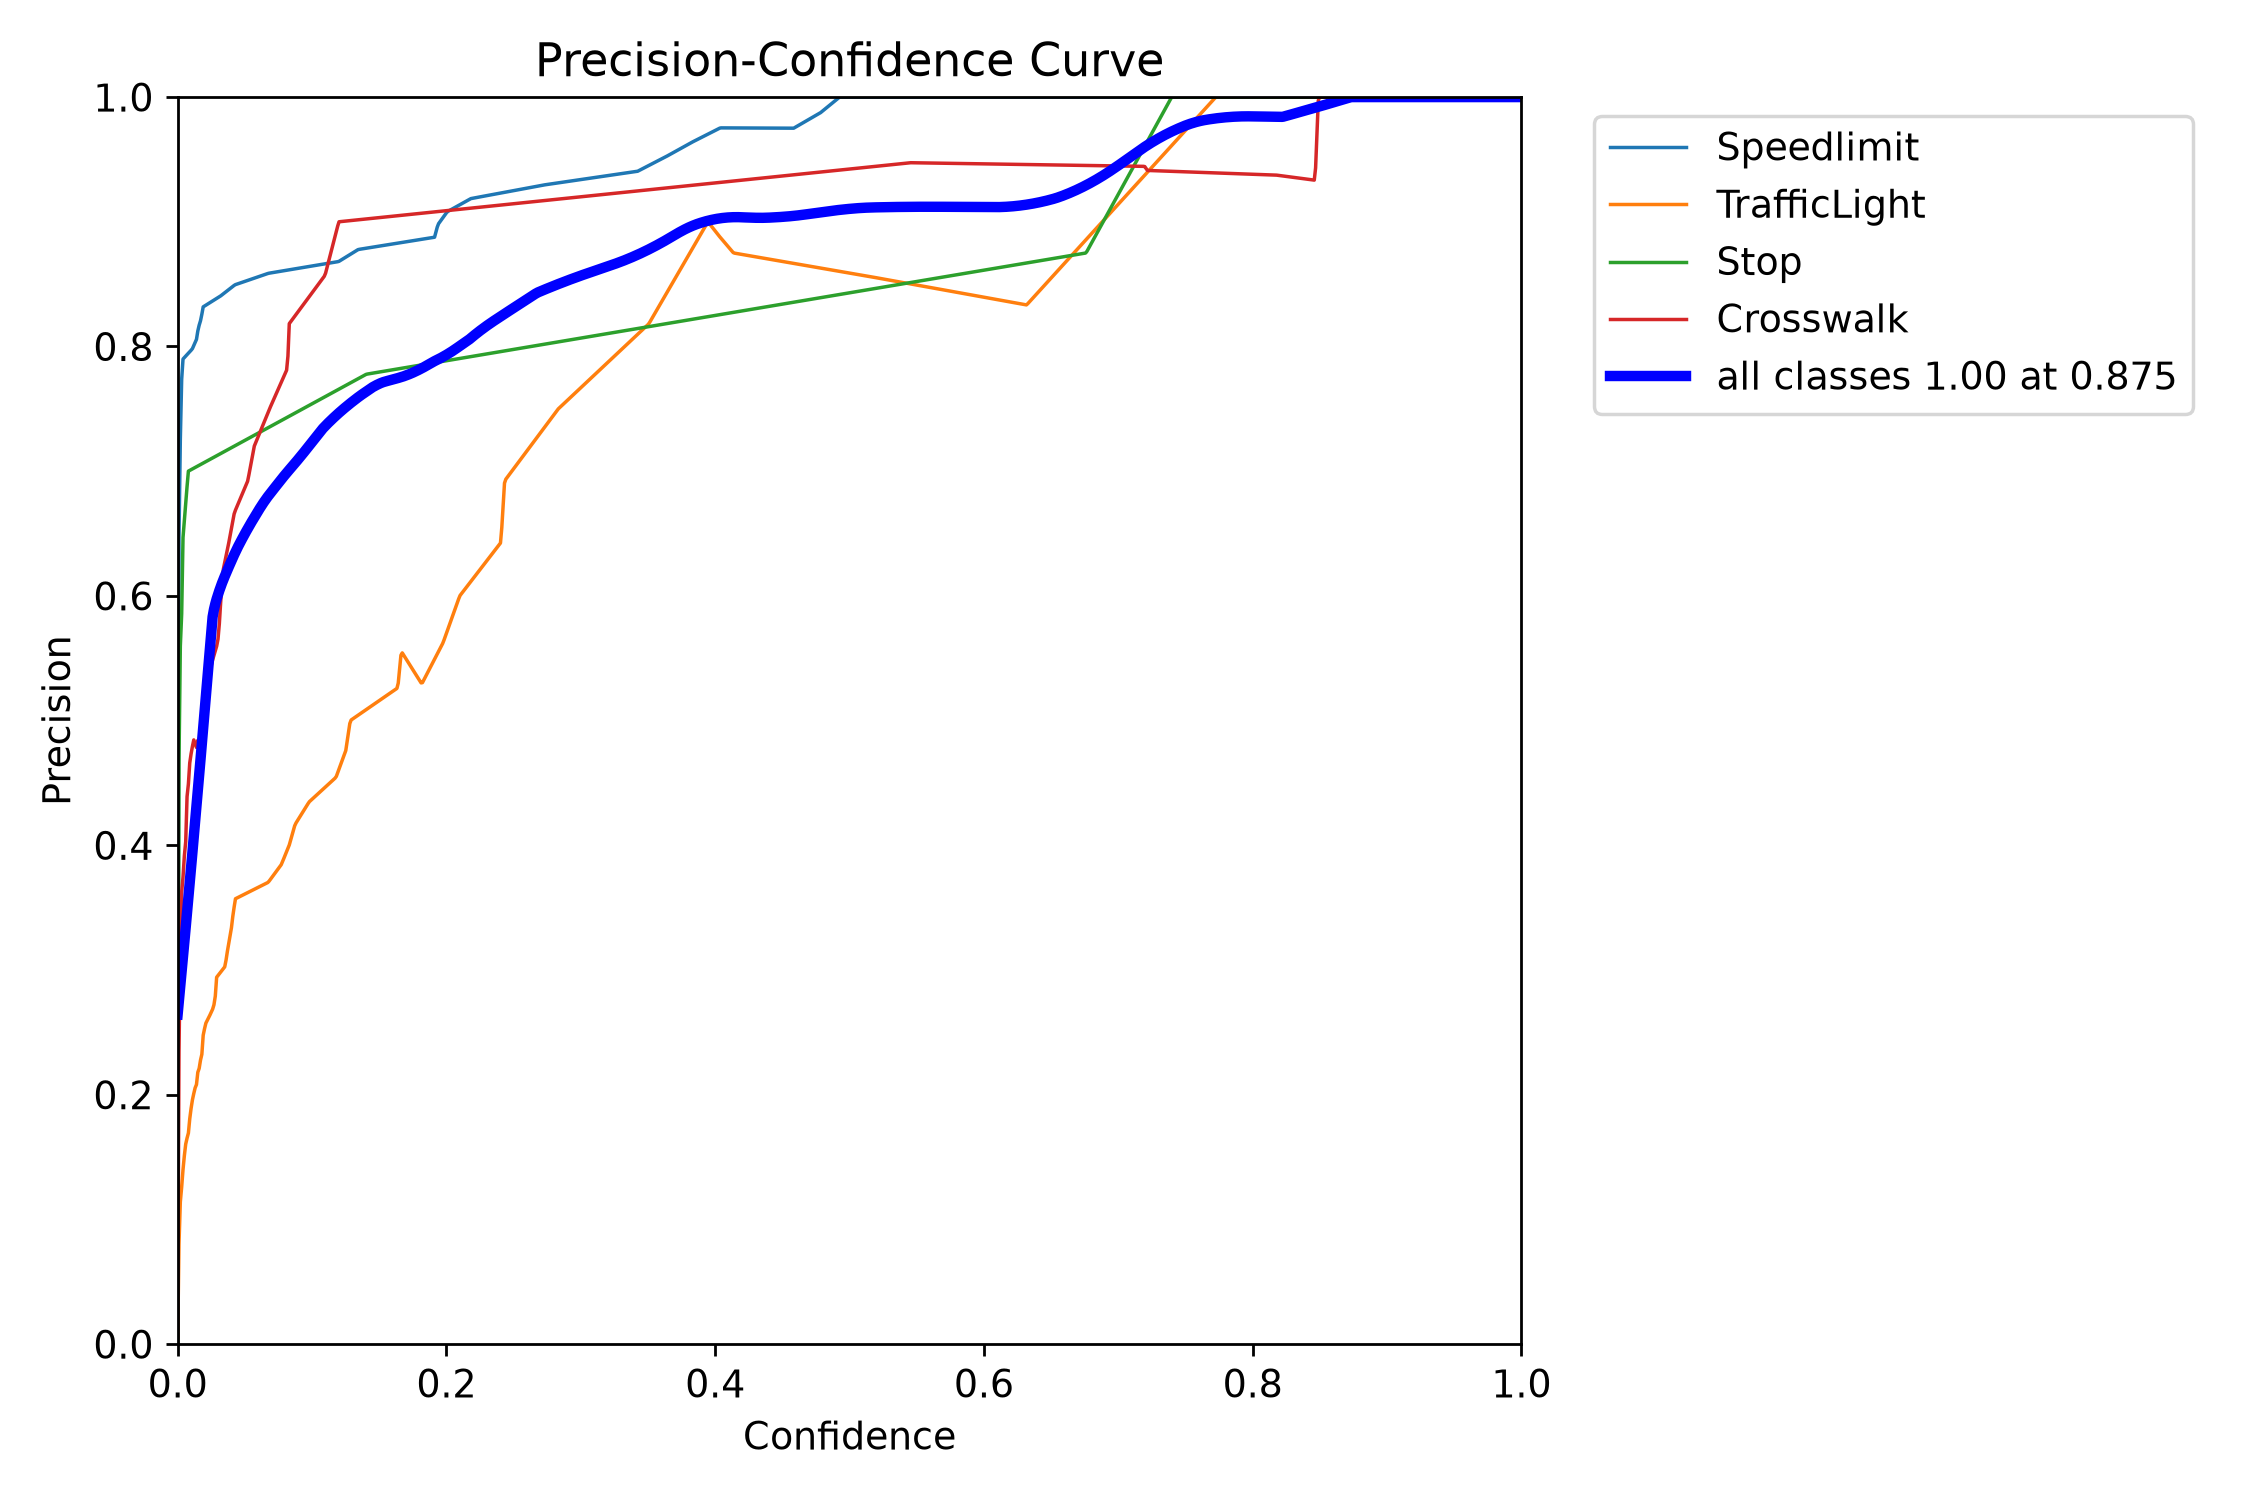 Precision-Confidence Curve
1.0
0.8
0.6
0.4
0.2
0.0
Precision
0.0 0.2 0.4 0.6 0.8 1.0
Confidence
Speedlimit
TrafficLight
Stop
Crosswalk
all classes 1.00 at 0.875